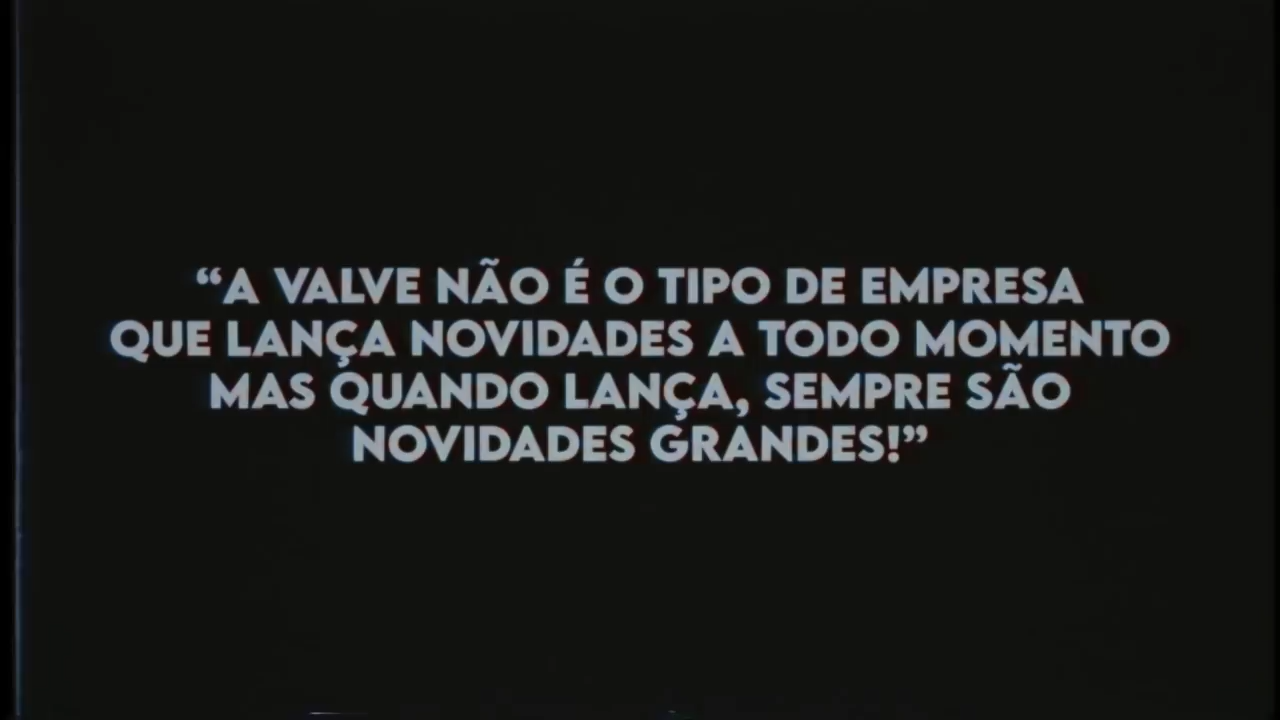 “A VALVE NÃO É O TIPO DE EMPRESA
QUE LANÇA NOVIDADES A TODO MOMENTO
MAS QUANDO LANÇA, SEMPRE SÃO
NOVIDADES GRANDES!”